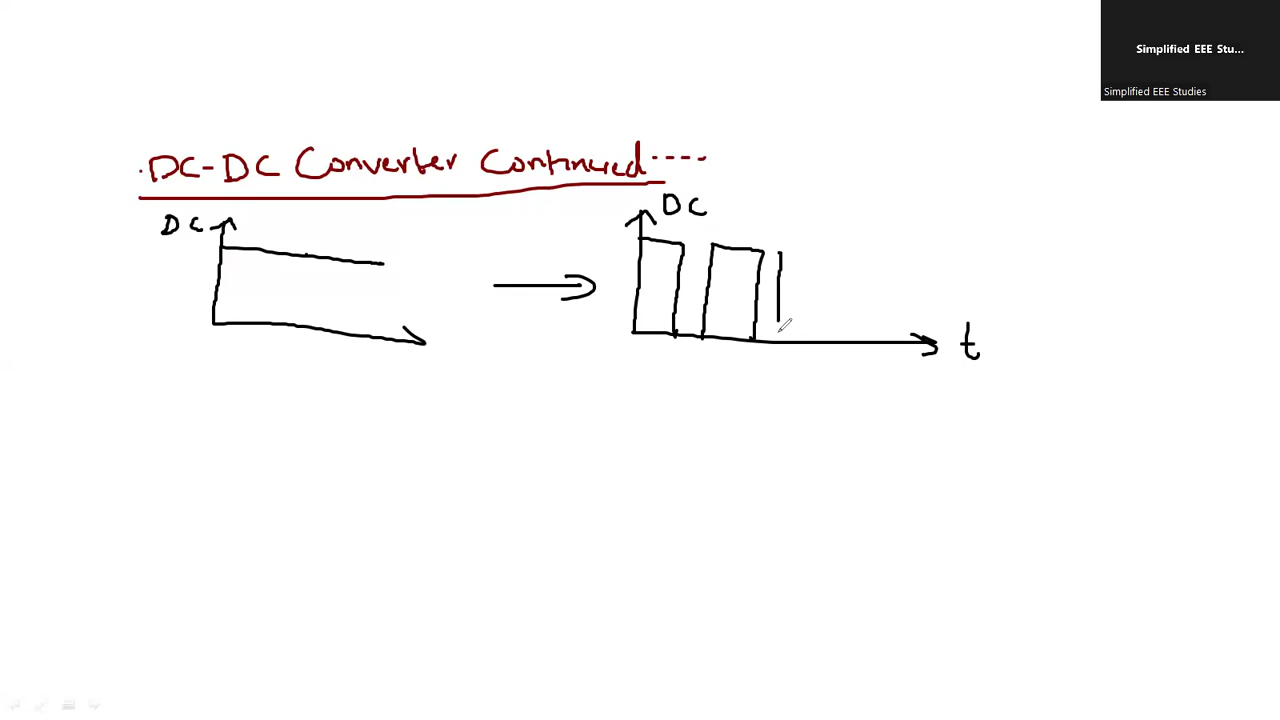 Simplified EEE Stu...
Simplified EEE Studies
DC-DC Converter Continued----
DC
DC
t